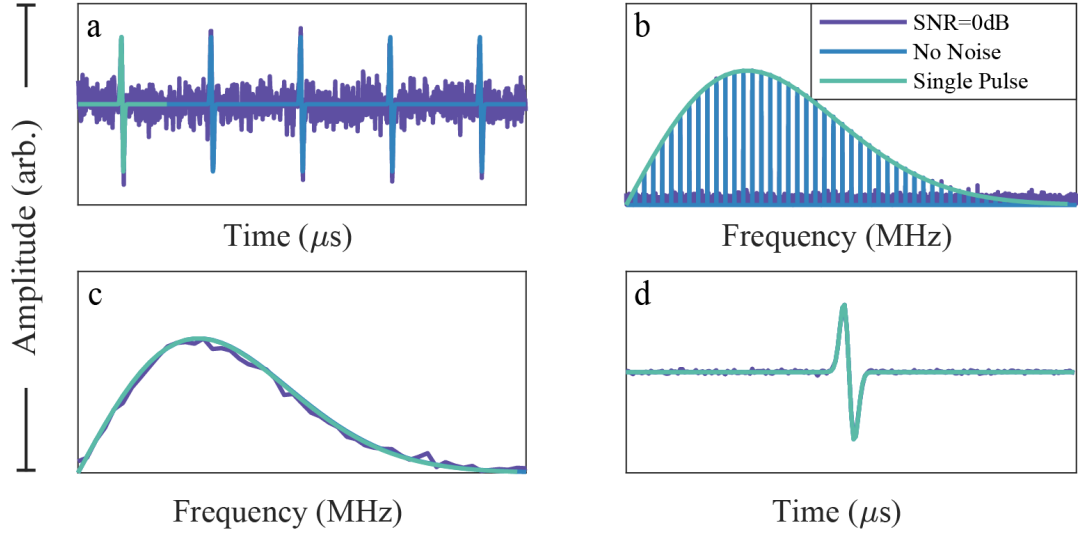 a
b
SNR=0dB
No Noise
Single Pulse
Amplitude (arb.)
Time (μs)
Frequency (MHz)
c
d
Frequency (MHz)
Time (μs)